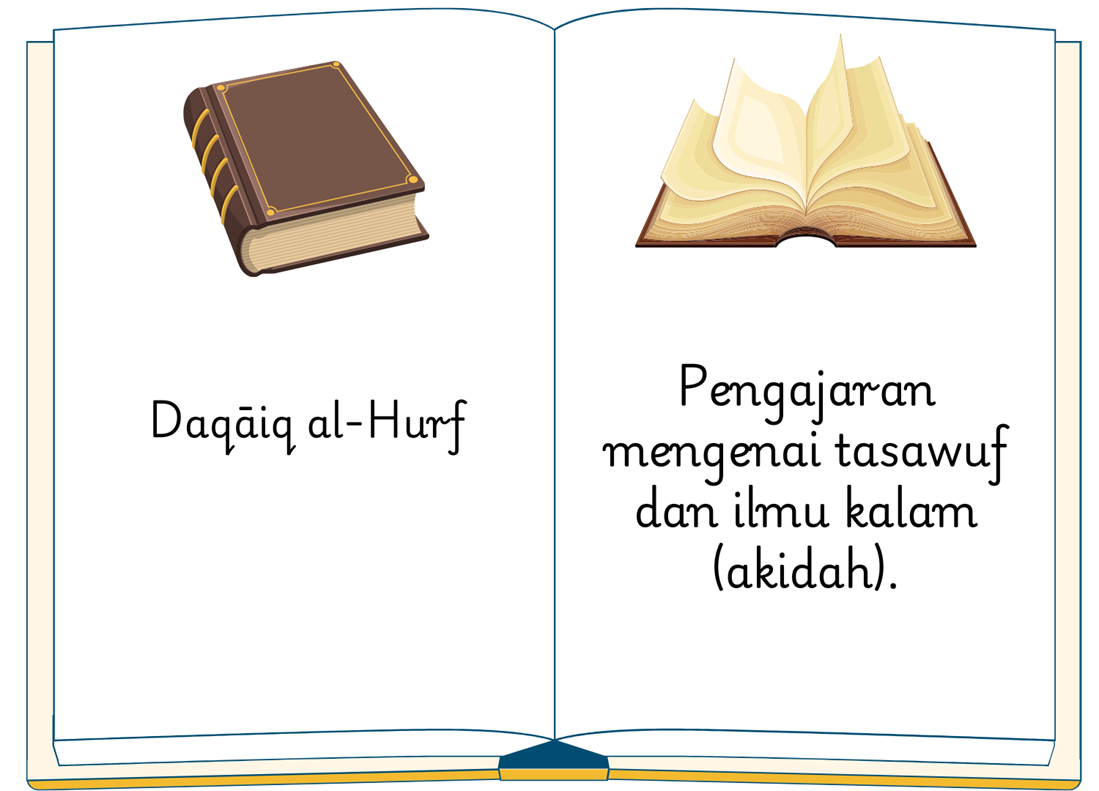 Daqāiq al-Hurf
Pengajaran
mengenai tasawuf
dan ilmu kalam
(akidah).